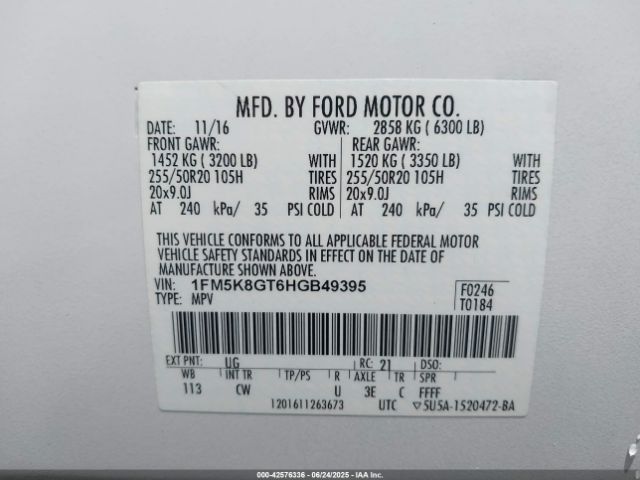 MFD. BY FORD MOTOR CO.
DATE: 11/16 GVWR: 2858 KG ( 6300 LB)
FRONT GAWR: REAR GAWR:
1452 KG ( 3200 LB) WITH 1520 KG ( 3350 LB) WITH
255/50R20 105H TIRES 255/50R20 105H TIRES
20x9.0J RIMS 20x9.0J RIMS
AT 240 kPa/ 35 PSI COLD AT 240 kPa/ 35 PSI COLD
THIS VEHICLE CONFORMS TO ALL APPLICABLE FEDERAL MOTOR
VEHICLE SAFETY STANDARDS IN EFFECT ON THE DATE OF
MANUFACTURE SHOWN ABOVE.
VIN: 1FM5K8GT6HGB49395 F0246
TYPE: MPV T0184
EXT PNT: UG RC: 21 DSO:
WB INT TR TP/PS R AXLE TR SPR
113 CW U 3E C FFFF
1201611263673 UTC ▽5U5A-1520472-BA
000-42576336 - 06/24/2025 - IAA Inc.